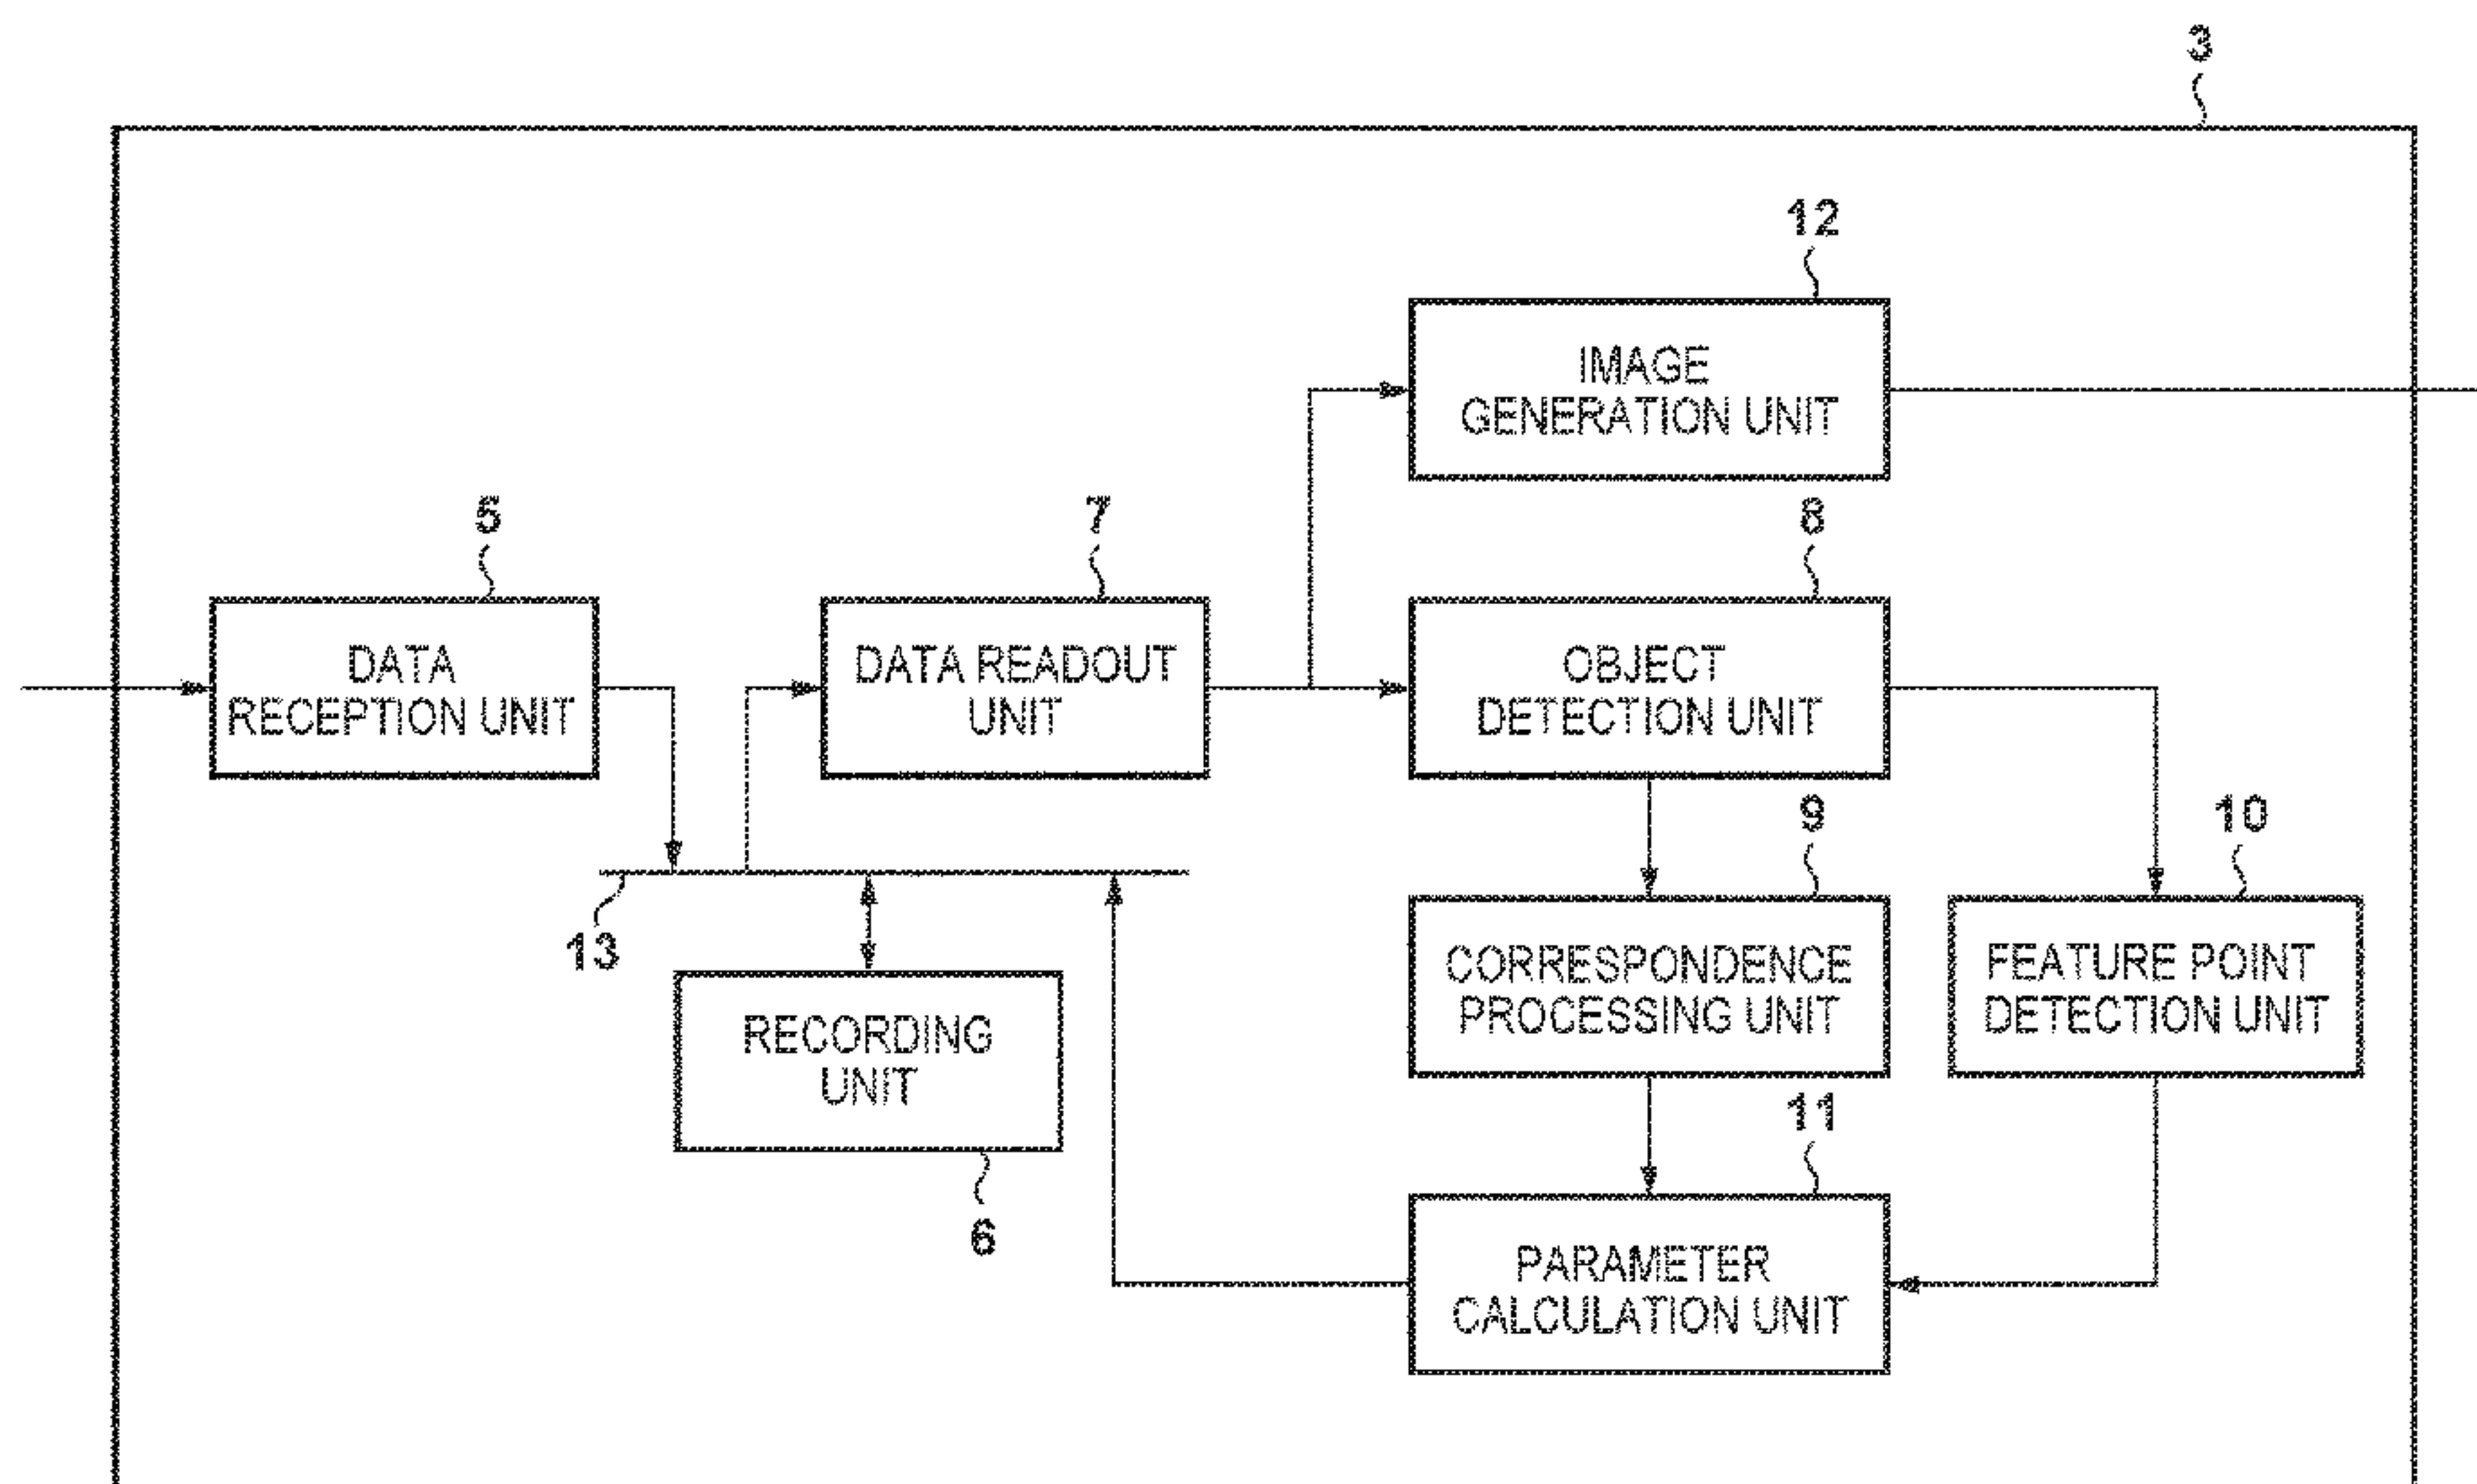 3
12
IMAGE
GENERATION UNIT
5
DATA
RECEPTION UNIT
7
DATA READOUT
UNIT
8
OBJECT
DETECTION UNIT
13
RECORDING
UNIT
6
9
CORRESPONDENCE
PROCESSING UNIT
10
FEATURE POINT
DETECTION UNIT
11
PARAMETER
CALCULATION UNIT